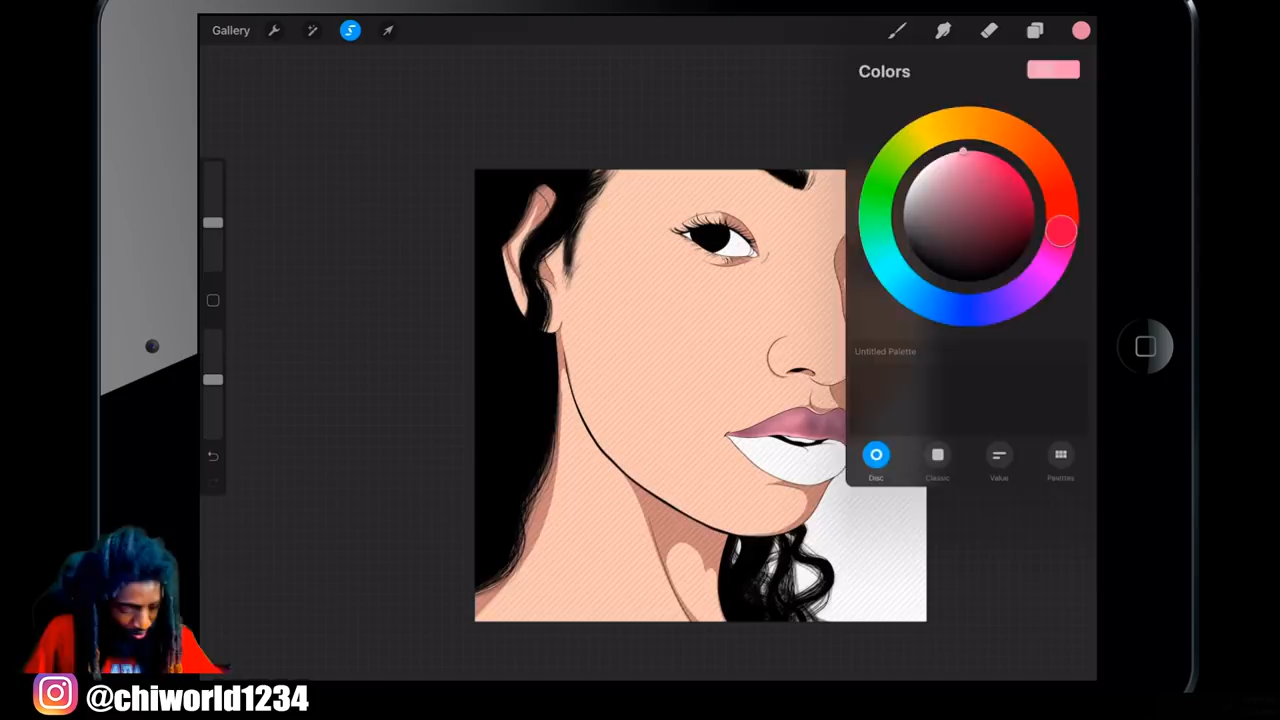 Gallery
Colors
Untitled Palette
Disc
Classic
Value
Palettes
@chiworld1234